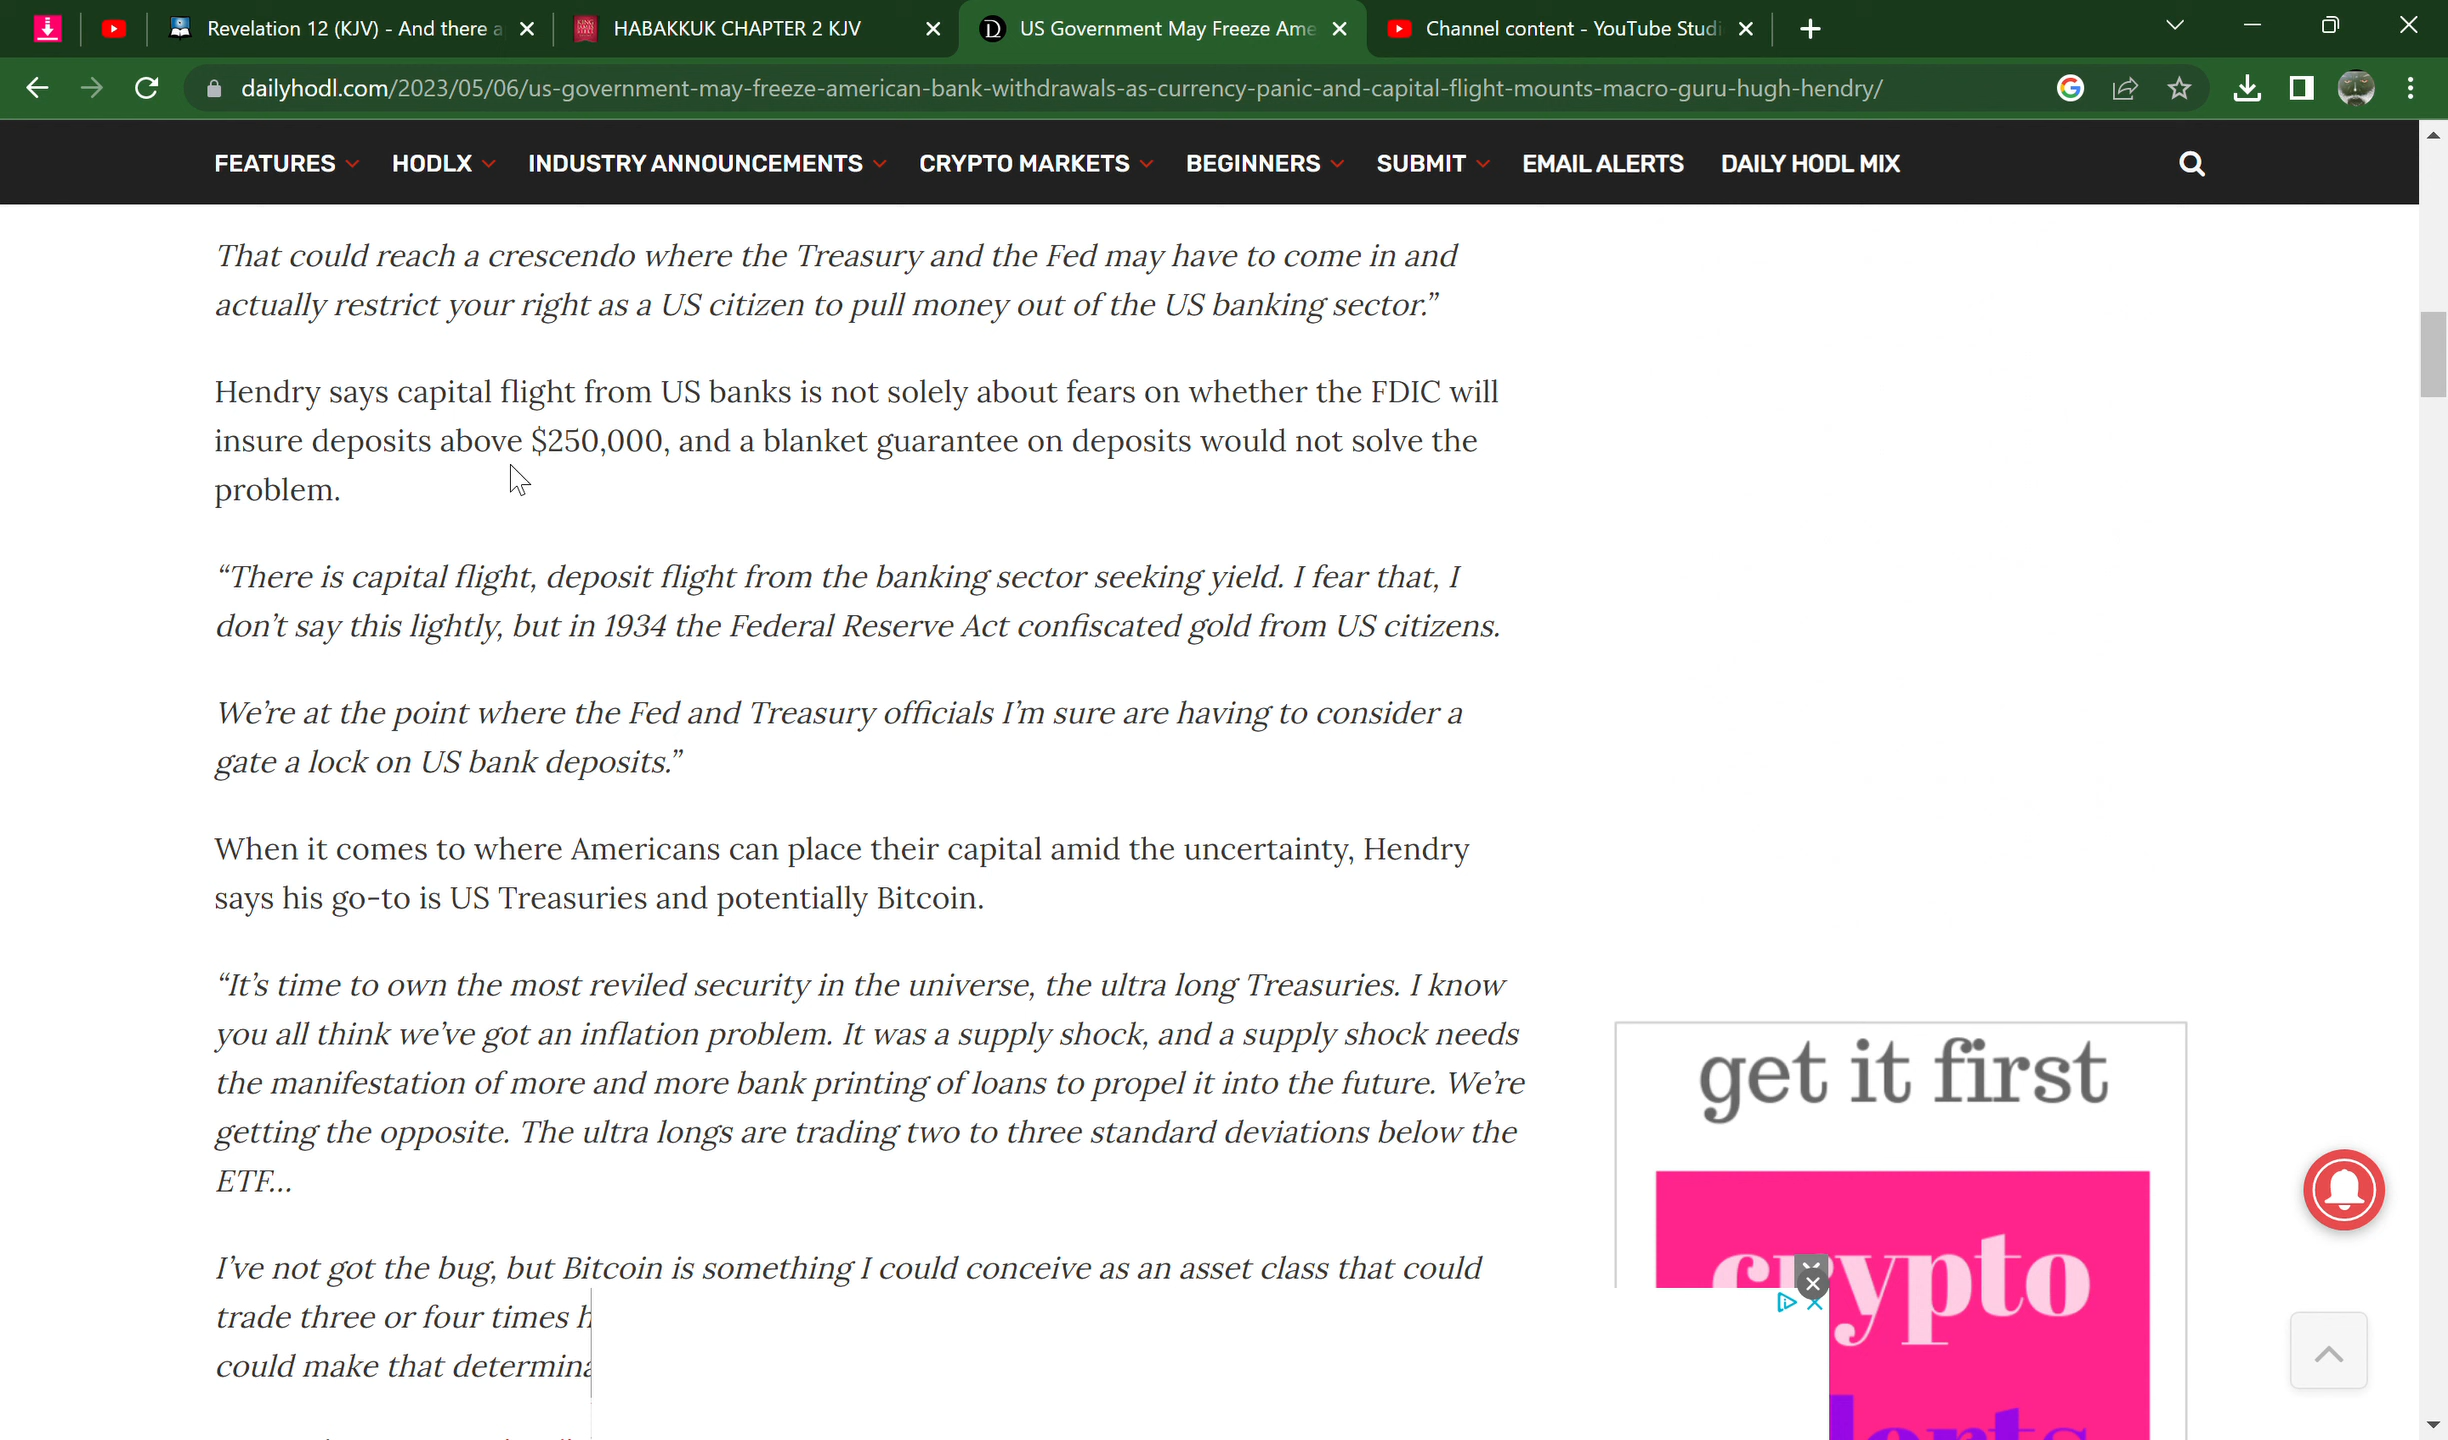 Revelation 12 (KJV) - And there a
HABAKKUK CHAPTER 2 KJV
US Government May Freeze Ame
Channel content - YouTube Studi
dailyhodl.com/2023/05/06/us-government-may-freeze-american-bank-withdrawals-as-currency-panic-and-capital-flight-mounts-macro-guru-hugh-hendry/
FEATURES HODLX INDUSTRY ANNOUNCEMENTS CRYPTO MARKETS BEGINNERS SUBMIT EMAIL ALERTS DAILY HODL MIX
That could reach a crescendo where the Treasury and the Fed may have to come in and
actually restrict your right as a US citizen to pull money out of the US banking sector.”
Hendry says capital flight from US banks is not solely about fears on whether the FDIC will
insure deposits above $250,000, and a blanket guarantee on deposits would not solve the
problem.
“There is capital flight, deposit flight from the banking sector seeking yield. I fear that, I
don’t say this lightly, but in 1934 the Federal Reserve Act confiscated gold from US citizens.
We’re at the point where the Fed and Treasury officials I’m sure are having to consider a
gate a lock on US bank deposits.”
When it comes to where Americans can place their capital amid the uncertainty, Hendry
says his go-to is US Treasuries and potentially Bitcoin.
“It’s time to own the most reviled security in the universe, the ultra long Treasuries. I know
you all think we’ve got an inflation problem. It was a supply shock, and a supply shock needs
the manifestation of more and more bank printing of loans to propel it into the future. We’re
getting the opposite. The ultra longs are trading two to three standard deviations below the
ETF…
I’ve not got the bug, but Bitcoin is something I could conceive as an asset class that could
trade three or four times
could make that determina
get it first
crypto